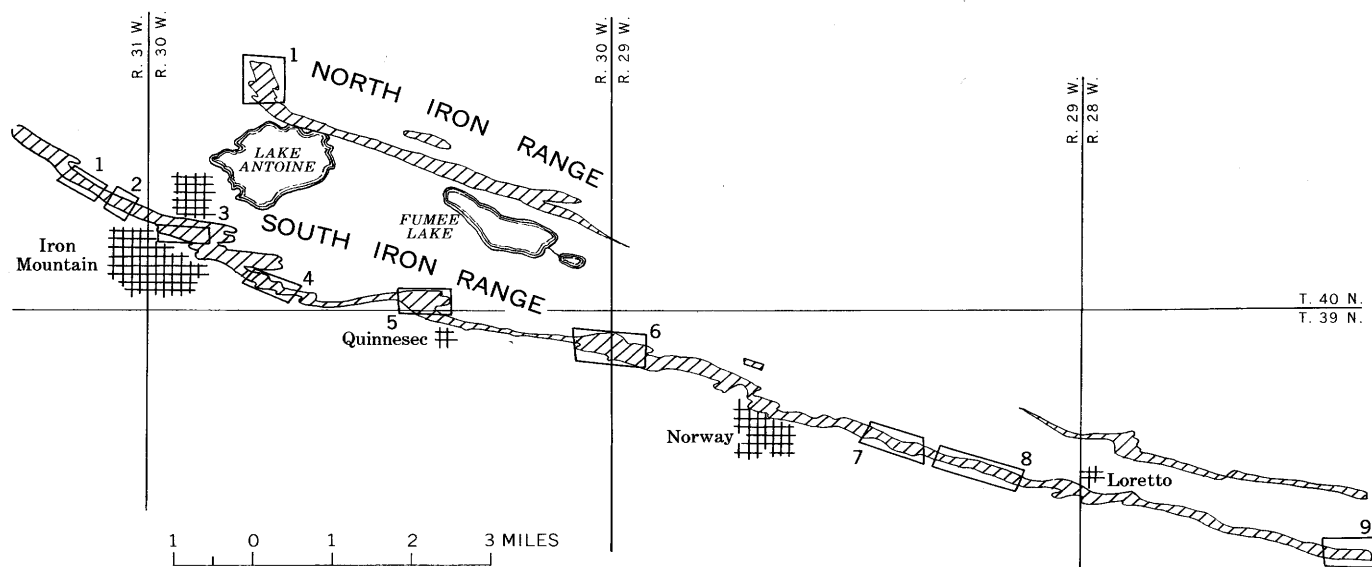 R. 31 W.
R. 30 W.
R. 30 W.
R. 29 W.
R. 29 W.
R. 28 W.
1
NORTH IRON RANGE
LAKE
ANTOINE
1
2
3
SOUTH IRON RANGE
FUMEE
LAKE
Iron
Mountain
4
T. 40 N.
T. 39 N.
5
Quinnesec
6
Norway
7
8
Loretto
9
1 0 1 2 3 MILES